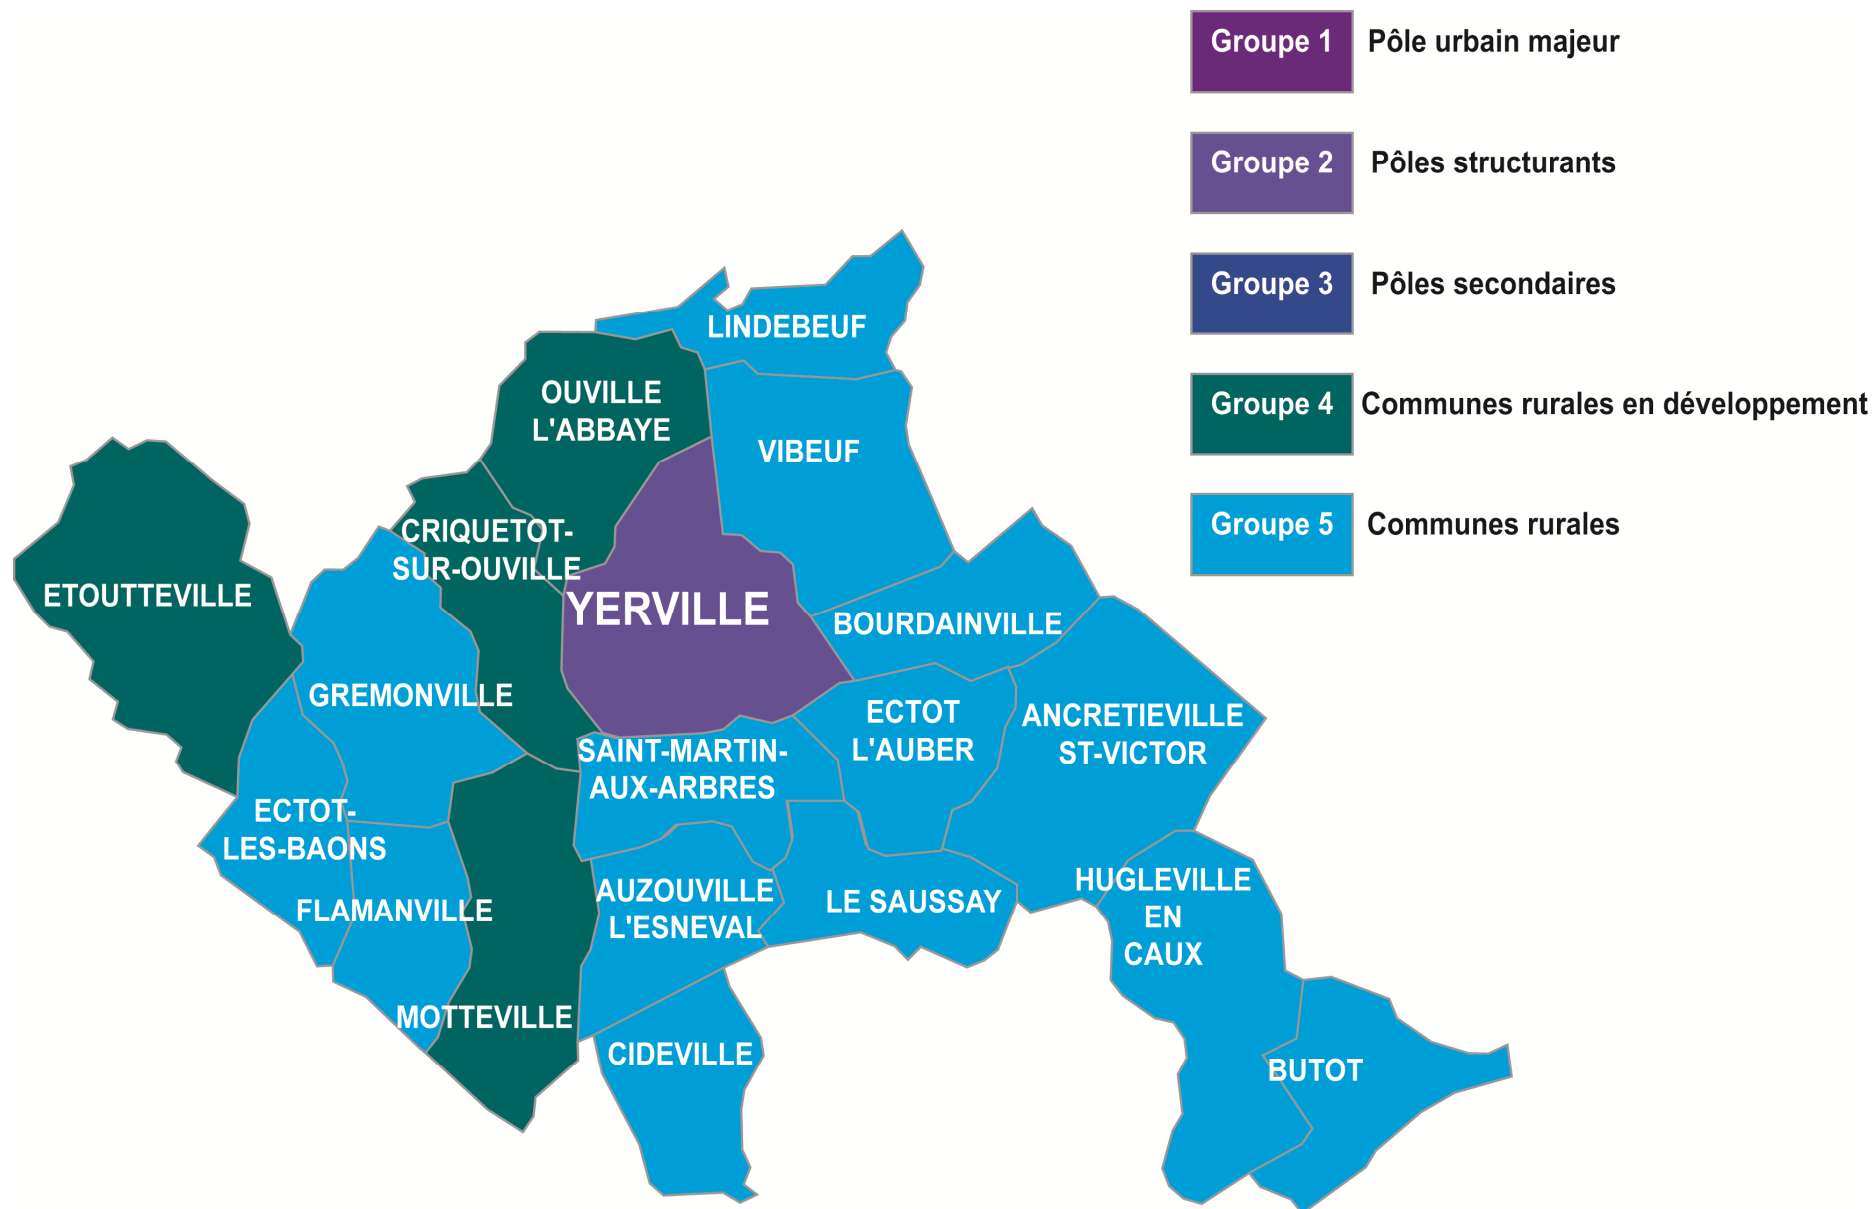 Groupe 1 Pôle urbain majeur
Groupe 2 Pôles structurants
Groupe 3 Pôles secondaires
Groupe 4 Communes rurales en développement
Groupe 5 Communes rurales
LINDEBEUF
OUVILLE
L'ABBAYE
VIBEUF
CRIQUETOT-
SUR-OUVILLE
ETOUTTEVILLE
YERVILLE
BOURDAINVILLE
GREMONVILLE
ECTOT
L'AUBER
ANCRETIEVILLE
ST-VICTOR
SAINT-MARTIN-
AUX-ARBRES
ECTOT-
LES-BAONS
AUZOUVILLE
L'ESNEVAL
LE SAUSSAY
HUGLEVILLE
EN
CAUX
FLAMANVILLE
MOTTEVILLE
CIDEVILLE
BUTOT